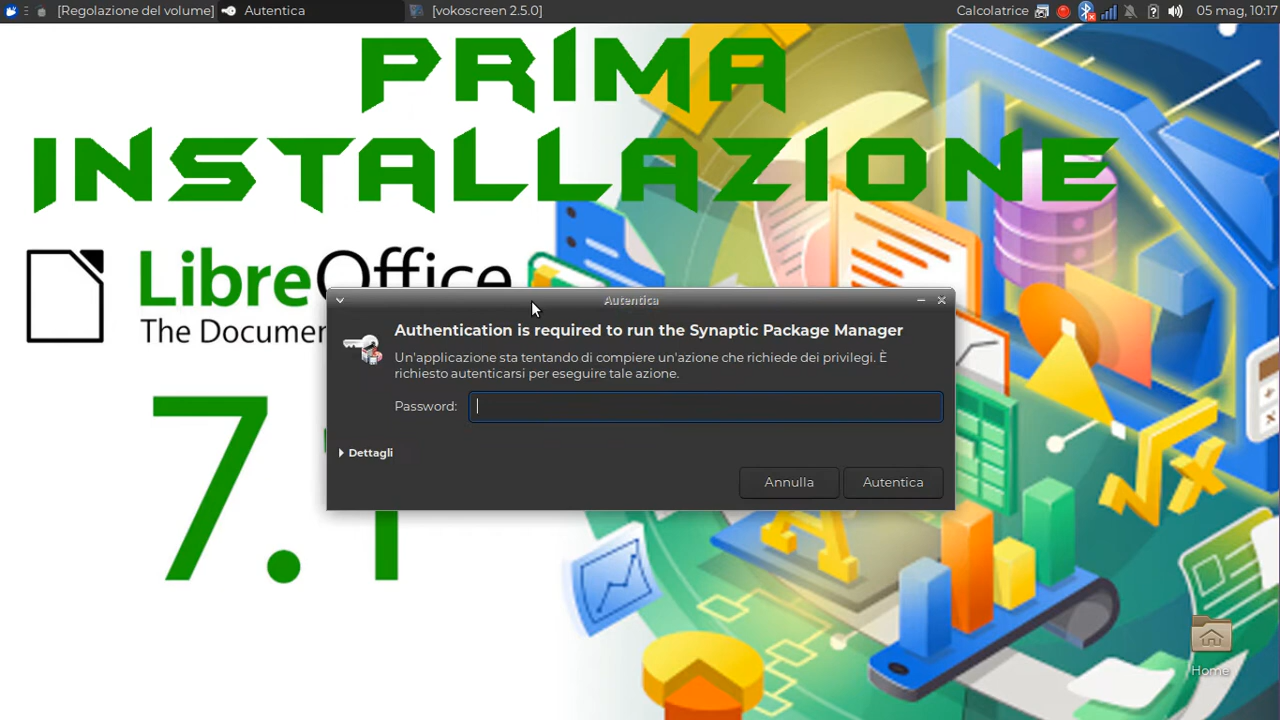 [Regolazione del volume]
Autentica
[vokoscreen 2.5.0]
Calcolatrice
05 mag, 10:17
PRIMA
INSTALLAZIONE
LibreOffice
The Documen
7.1
Autentica
Authentication is required to run the Synaptic Package Manager
Un'applicazione sta tentando di compiere un'azione che richiede dei privilegi. È
richiesto autenticarsi per eseguire tale azione.
Password:
Dettagli
Annulla
Autentica
Home